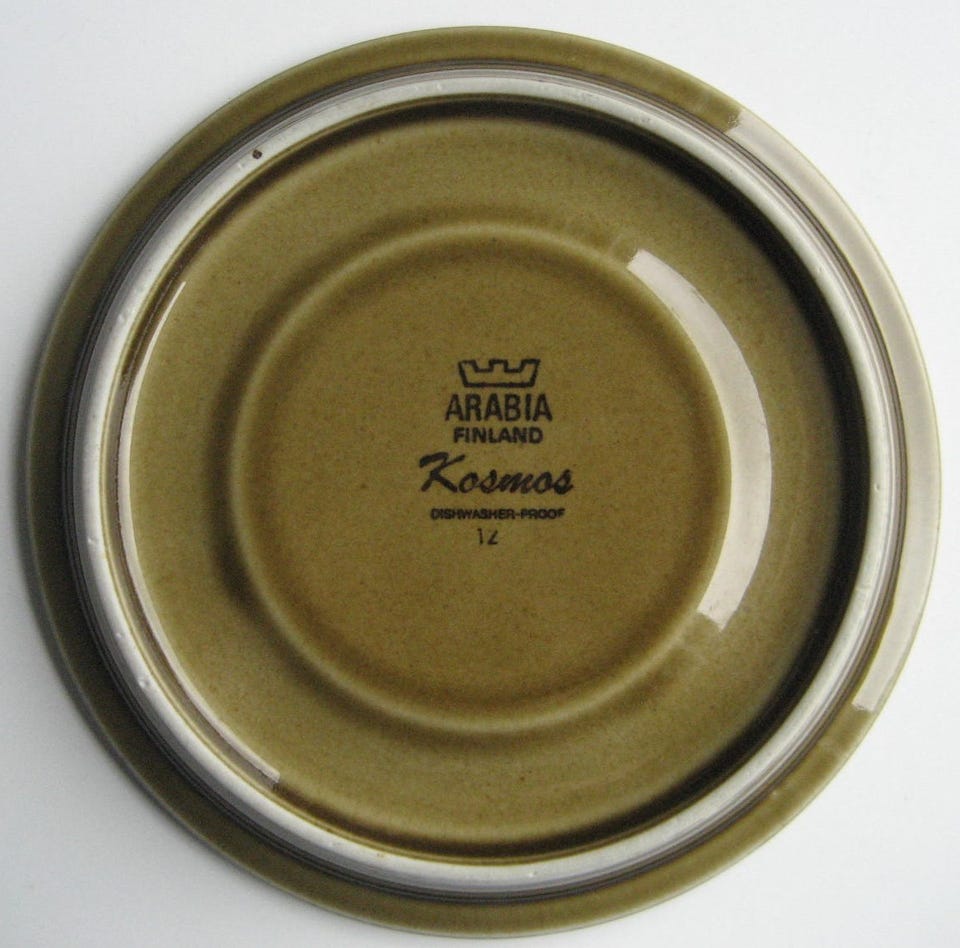 ARABIA
FINLAND
Kosmos
DISHWASHER-PROOF
12